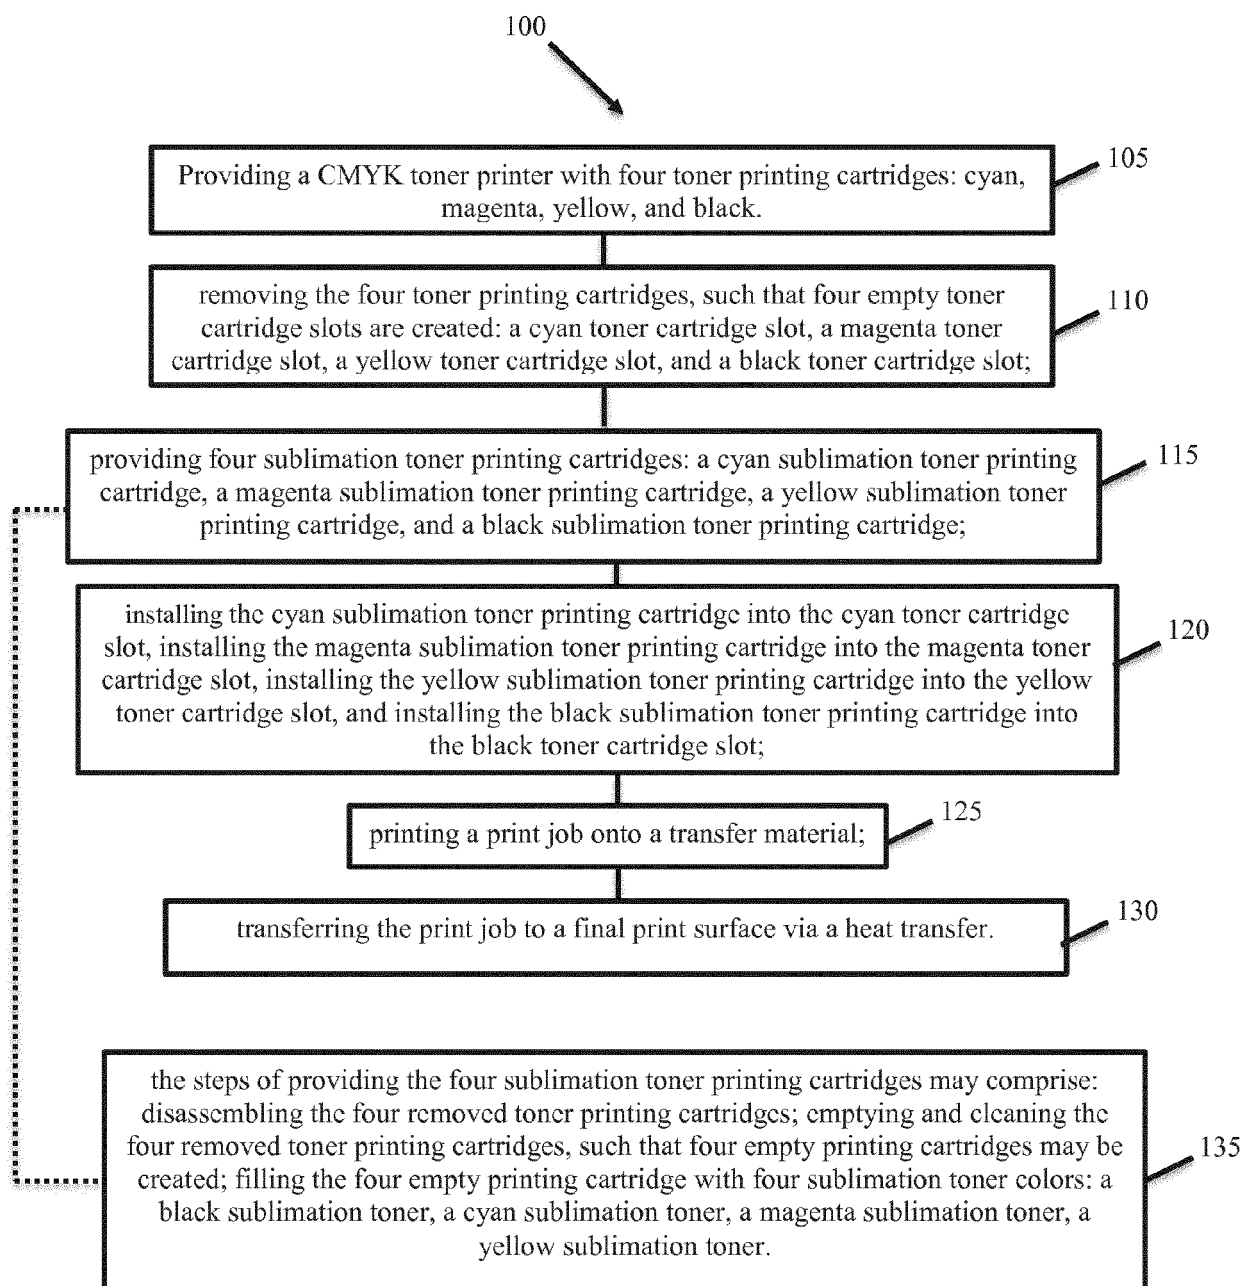 100
Providing a CMYK toner printer with four toner printing cartridges: cyan,
magenta, yellow, and black.
105
removing the four toner printing cartridges, such that four empty toner
cartridge slots are created: a cyan toner cartridge slot, a magenta toner
cartridge slot, a yellow toner cartridge slot, and a black toner cartridge slot;
110
providing four sublimation toner printing cartridges: a cyan sublimation toner printing
cartridge, a magenta sublimation toner printing cartridge, a yellow sublimation toner
printing cartridge, and a black sublimation toner printing cartridge;
115
installing the cyan sublimation toner printing cartridge into the cyan toner cartridge
slot, installing the magenta sublimation toner printing cartridge into the magenta toner
cartridge slot, installing the yellow sublimation toner printing cartridge into the yellow
toner cartridge slot, and installing the black sublimation toner printing cartridge into
the black toner cartridge slot;
120
printing a print job onto a transfer material;
125
transferring the print job to a final print surface via a heat transfer.
130
the steps of providing the four sublimation toner printing cartridges may comprise:
disassembling the four removed toner printing cartridges; emptying and cleaning the
four removed toner printing cartridges, such that four empty printing cartridges may be
created; filling the four empty printing cartridge with four sublimation toner colors: a
black sublimation toner, a cyan sublimation toner, a magenta sublimation toner, a
yellow sublimation toner.
135